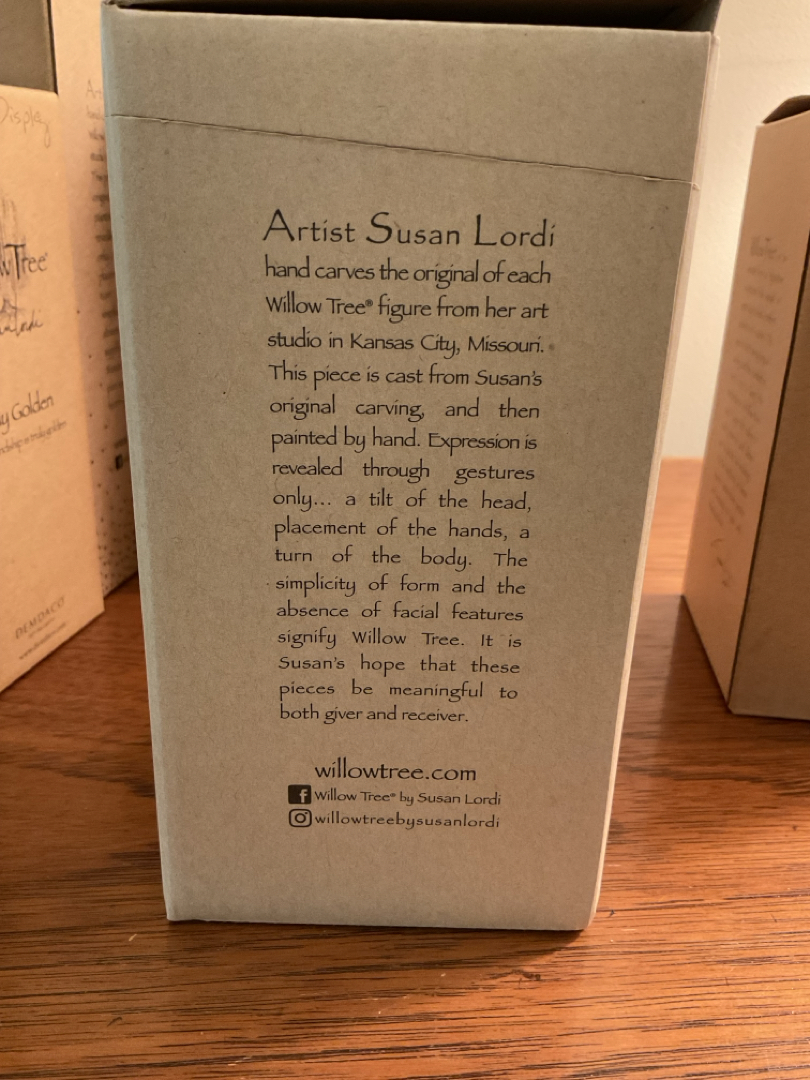 Artist Susan Lordi
hand carves the original of each
Willow Tree® figure from her art
studio in Kansas City, Missouri.
This piece is cast from Susan's
original carving, and then
painted by hand. Expression is
revealed through gestures
only... a tilt of the head,
placement of the hands, a
turn of the body. The
simplicity of form and the
absence of facial features
signify Willow Tree. It is
Susan's hope that these
pieces be meaningful to
both giver and receiver.
willowtree.com
Willow Tree® by Susan Lordi
willowtreebysusanlordi
Display
Tree
Golden
DEMDACO